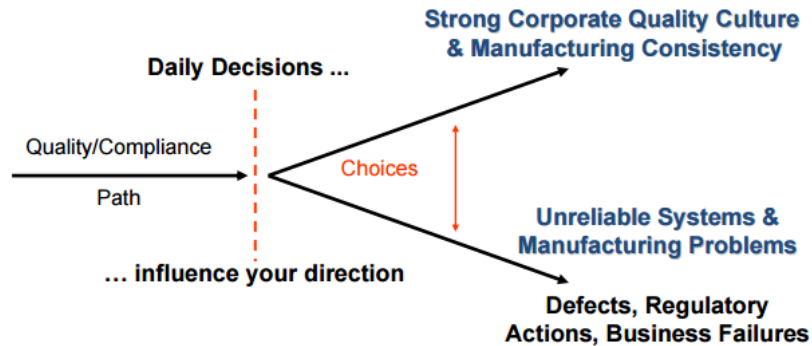 Strong Corporate Quality Culture
& Manufacturing Consistency
Daily Decisions ...
Quality/Compliance
Path
Choices
... influence your direction
Unreliable Systems &
Manufacturing Problems
Defects, Regulatory
Actions, Business Failures